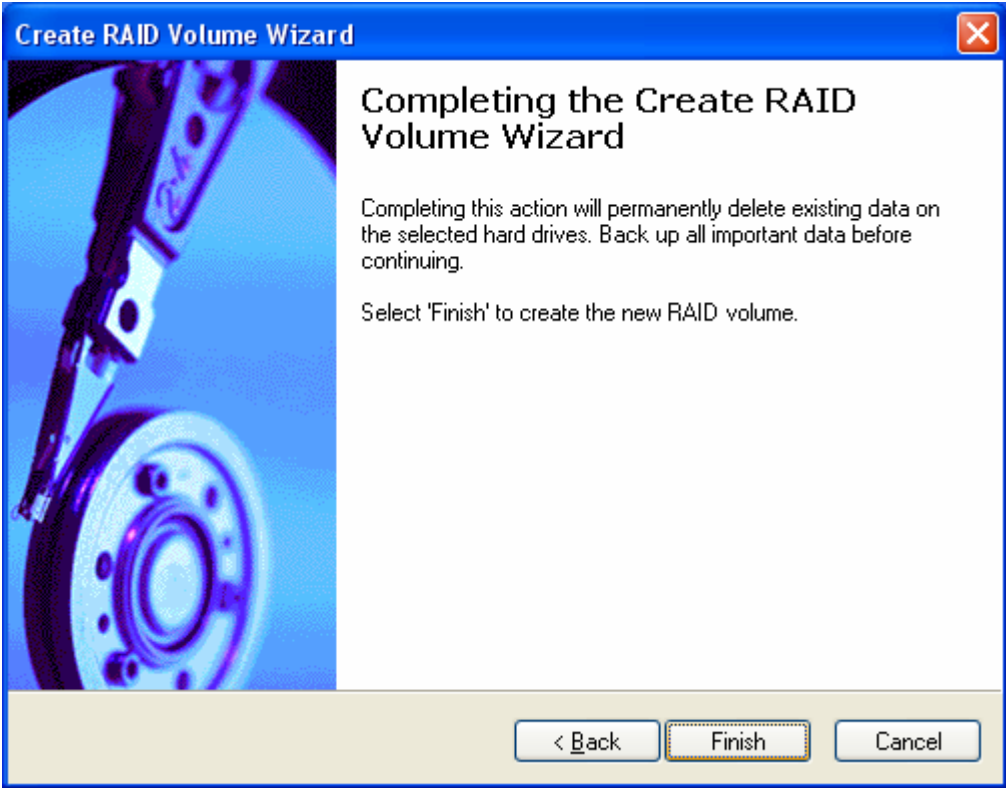 Create RAID Volume Wizard
Completing the Create RAID
Volume Wizard
Completing this action will permanently delete existing data on
the selected hard drives. Back up all important data before
continuing.
Select 'Finish' to create the new RAID volume.
< Back
Finish
Cancel